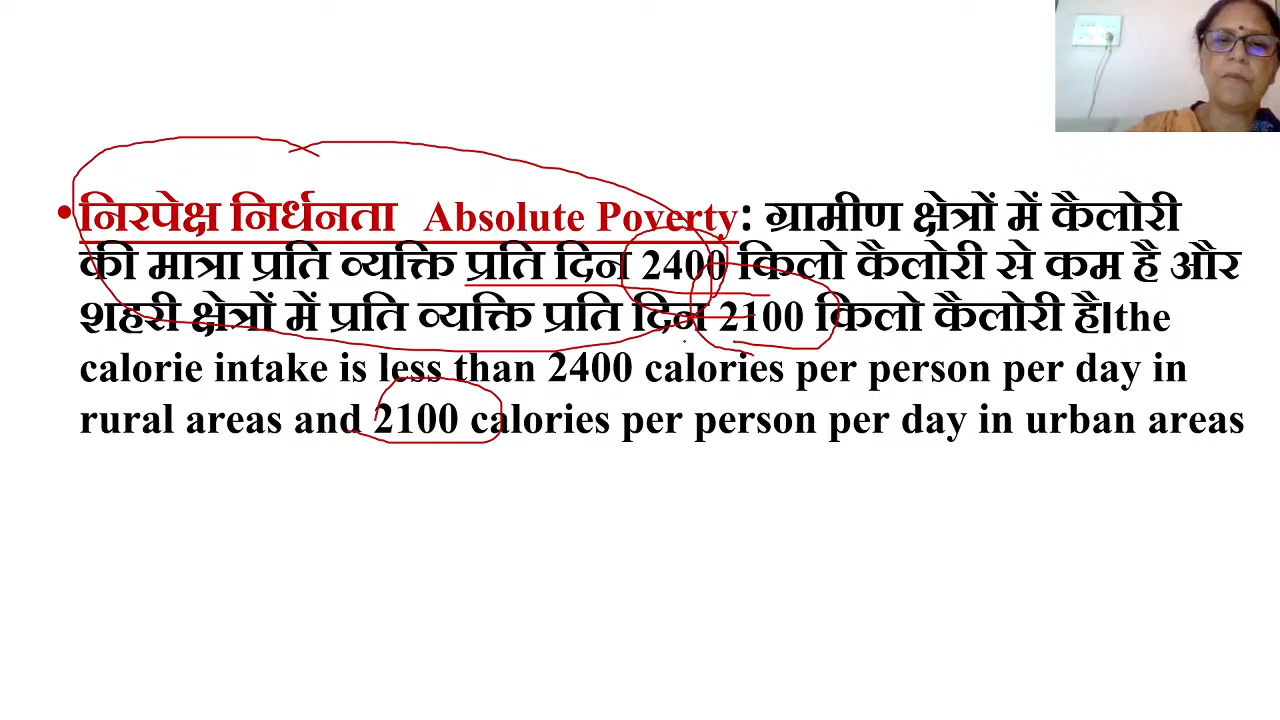 • निरपेक्ष निर्धनता Absolute Poverty: ग्रामीण क्षेत्रों में कैलोरी
की मात्रा प्रति व्यक्ति प्रति दिन 2400 किलो कैलोरी से कम है और
शहरी क्षेत्रों में प्रति व्यक्ति प्रति दिन 2100 किलो कैलोरी है।the
calorie intake is less than 2400 calories per person per day in
rural areas and 2100 calories per person per day in urban areas